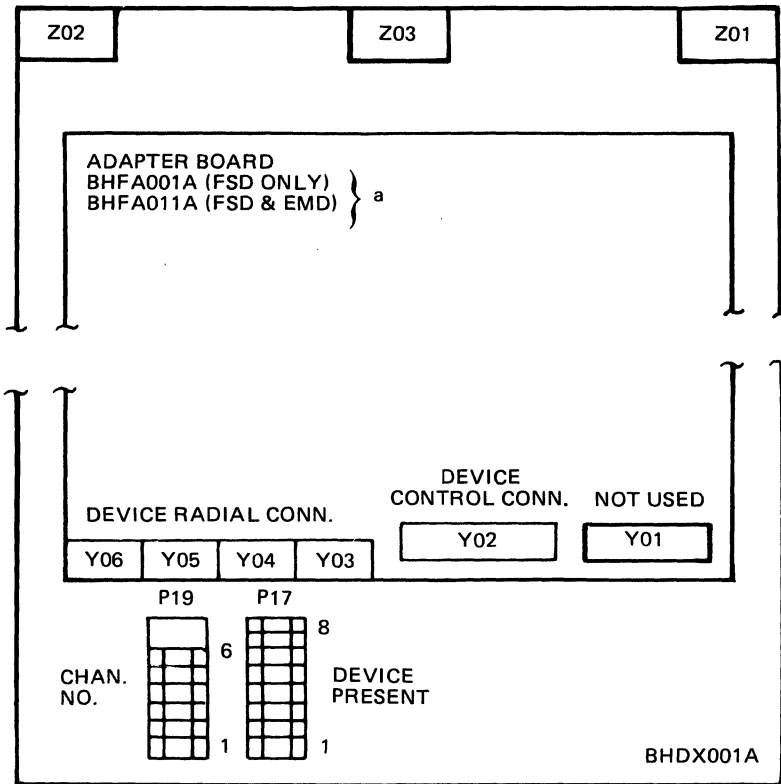 Z02
Z03
Z01
ADAPTER BOARD
BHFA001A (FSD ONLY)
BHFA011A (FSD & EMD)
a
DEVICE RADIAL CONN.
DEVICE
CONTROL CONN.
NOT USED
Y06
Y05
Y04
Y03
Y02
Y01
P19
P17
CHAN.
NO.
6
1
8
1
DEVICE
PRESENT
BHDX001A